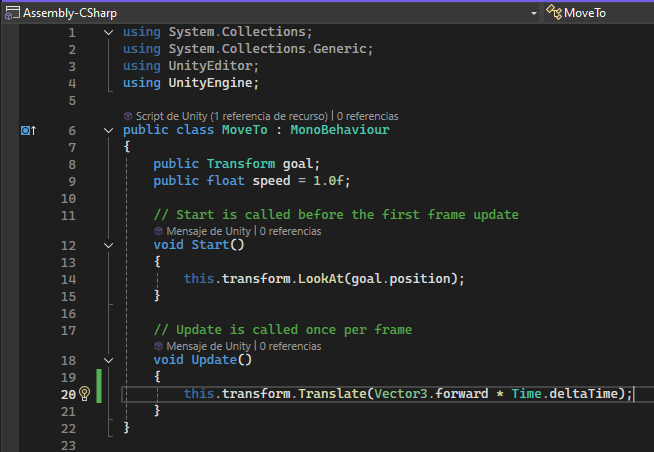 Assembly-CSharp MoveTo
1 using System.Collections;
2 using System.Collections.Generic;
3 using UnityEditor;
4 using UnityEngine;
5
Script de Unity (1 referencia de recurso) | 0 referencias
6 public class MoveTo : MonoBehaviour
7 {
8 public Transform goal;
9 public float speed = 1.0f;
10
11 // Start is called before the first frame update
Mensaje de Unity | 0 referencias
12 void Start()
13 {
14 this.transform.LookAt(goal.position);
15 }
16
17 // Update is called once per frame
Mensaje de Unity | 0 referencias
18 void Update()
19 {
20 this.transform.Translate(Vector3.forward * Time.deltaTime);
21 }
22 }
23